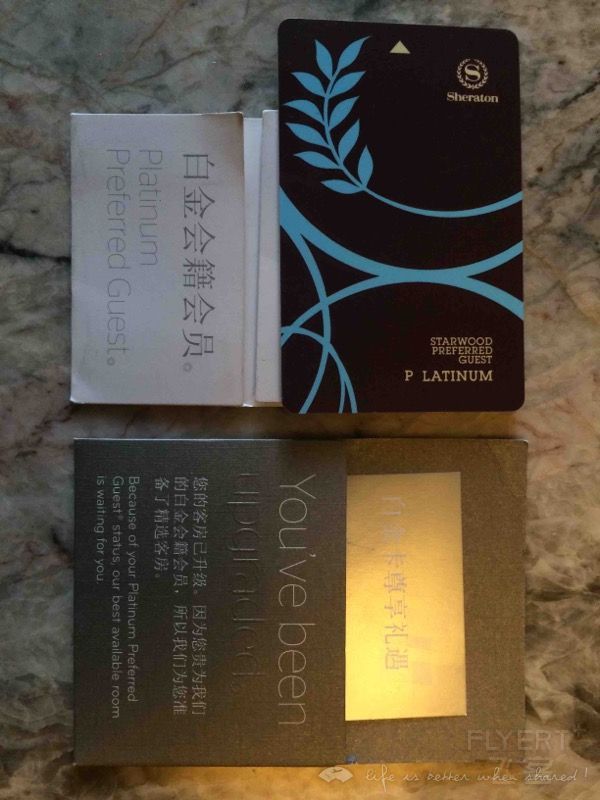 白金会籍会员。
Platinum
Preferred Guest。
Sheraton
STARWOOD
PREFERRED
GUEST
P LATINUM
You've been
upgraded。
您的客房已升级。因为您贵为我们
的白金会籍会员，所以我们为您准
备了精选客房。
Because of your Platinum Preferred
Guest® status, our best available room
is waiting for you.
白金卡尊享礼遇
FLYERT
life is better when shared!